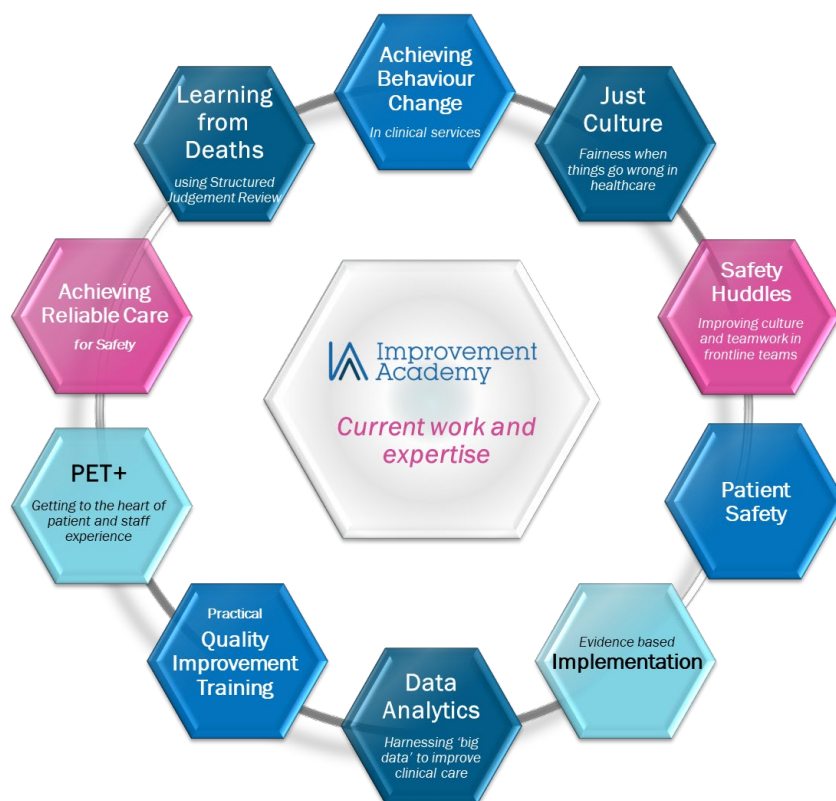 Achieving
Behaviour
Change
In clinical services
Just
Culture
Fairness when
things go wrong in
healthcare
Safety
Huddles
Improving culture
and teamwork in
frontline teams
Patient
Safety
Evidence based
Implementation
Data
Analytics
Harnessing ‘big
data’ to improve
clinical care
Practical
Quality
Improvement
Training
PET+
Getting to the heart of
patient and staff
experience
Achieving
Reliable Care
for Safety
Learning
from
Deaths
using Structured
Judgement Review
Improvement
Academy
Current work and
expertise